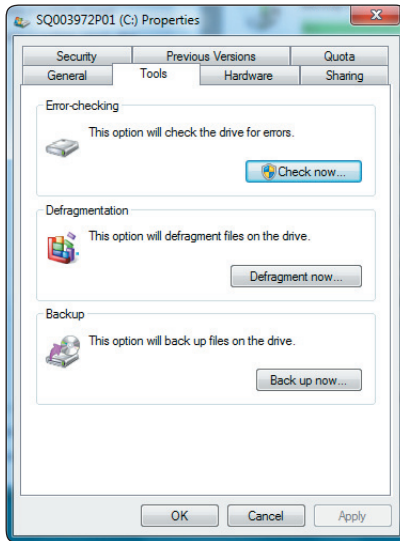 SQ003972P01 (C:) Properties
Security Previous Versions Quota
General Tools Hardware Sharing
Error-checking
This option will check the drive for errors.
Check now...
Defragmentation
This option will defragment files on the drive.
Defragment now...
Backup
This option will back up files on the drive.
Back up now...
OK Cancel Apply